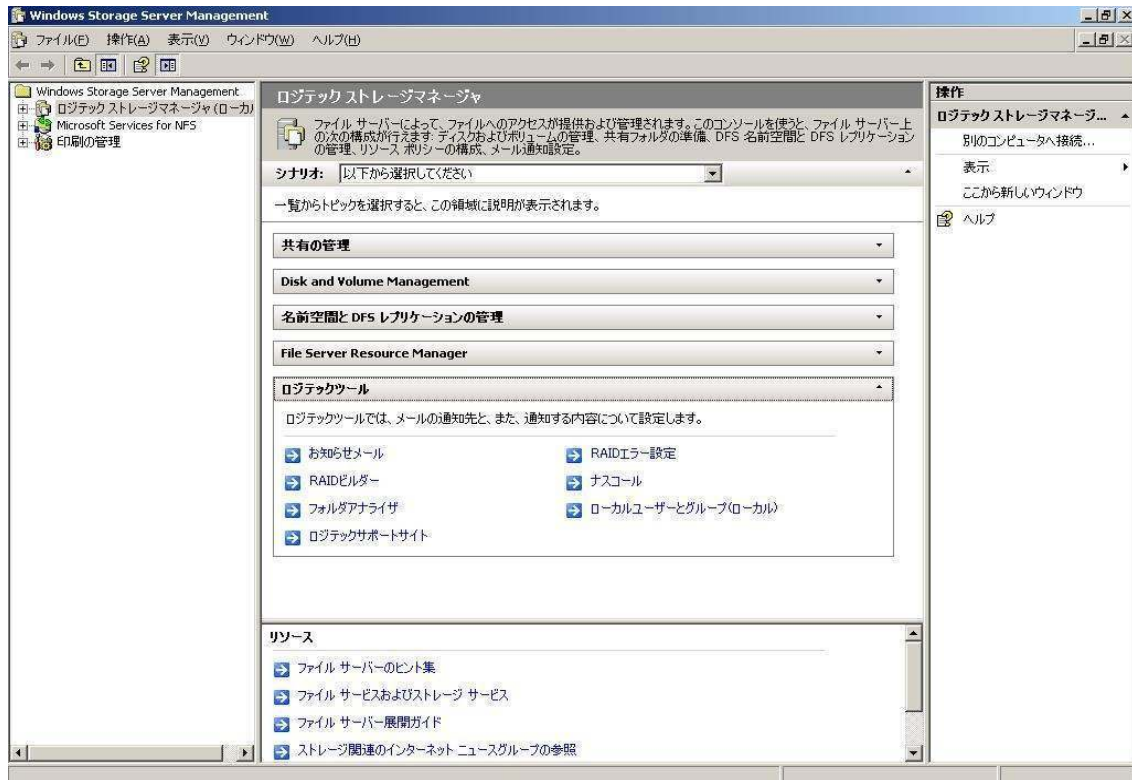 Windows Storage Server Management
ファイル(F) 操作(A) 表示(V) ウィンドウ(W) ヘルプ(H)
Windows Storage Server Management
ロジテック ストレージマネージャ (ローカル
Microsoft Services for NFS
印刷の管理
ロジテック ストレージマネージャ
ファイル サーバーによって、ファイルへのアクセスが提供および管理されます。このコンソールを使うと、ファイル サーバー上
の次の構成が行えます: ディスクおよびボリュームの管理、共有フォルダの準備、DFS 名前空間と DFS レプリケーション
の管理、リソース ポリシーの構成、メール通知設定。
シナリオ: 以下から選択してください
一覧からトピックを選択すると、この領域に説明が表示されます。
共有の管理
Disk and Volume Management
名前空間と DFS レプリケーションの管理
File Server Resource Manager
ロジテックツール
ロジテックツールでは、メールの通知先と、また、通知する内容について設定します。
お知らせメール
RAIDエラー設定
RAIDビルダー
ナスコール
フォルダアナライザ
ローカルユーザーとグループ(ローカル)
ロジテックサポートサイト
リソース
ファイル サーバーのヒント集
ファイル サービスおよびストレージ サービス
ファイル サーバー展開ガイド
ストレージ関連のインターネット ニュースグループの参照
操作
ロジテック ストレージマネージ...
別のコンピュータへ接続...
表示
ここから新しいウィンドウ
ヘルプ